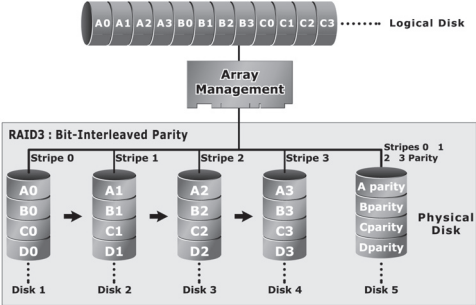 A0 A1 A2 A3 B0 B1 B2 B3 C0 C1 C2 C3 Logical Disk
Array
Management
RAID3 : Bit-Interleaved Parity
Stripe 0 Stripe 1 Stripe 2 Stripe 3 Stripes 0 1
2 3 Parity
A0 A1 A2 A3 A parity
B0 B1 B2 B3 Bparity
C0 C1 C2 C3 Cparity
D0 D1 D2 D3 Dparity
Physical
Disk
Disk 1 Disk 2 Disk 3 Disk 4 Disk 5